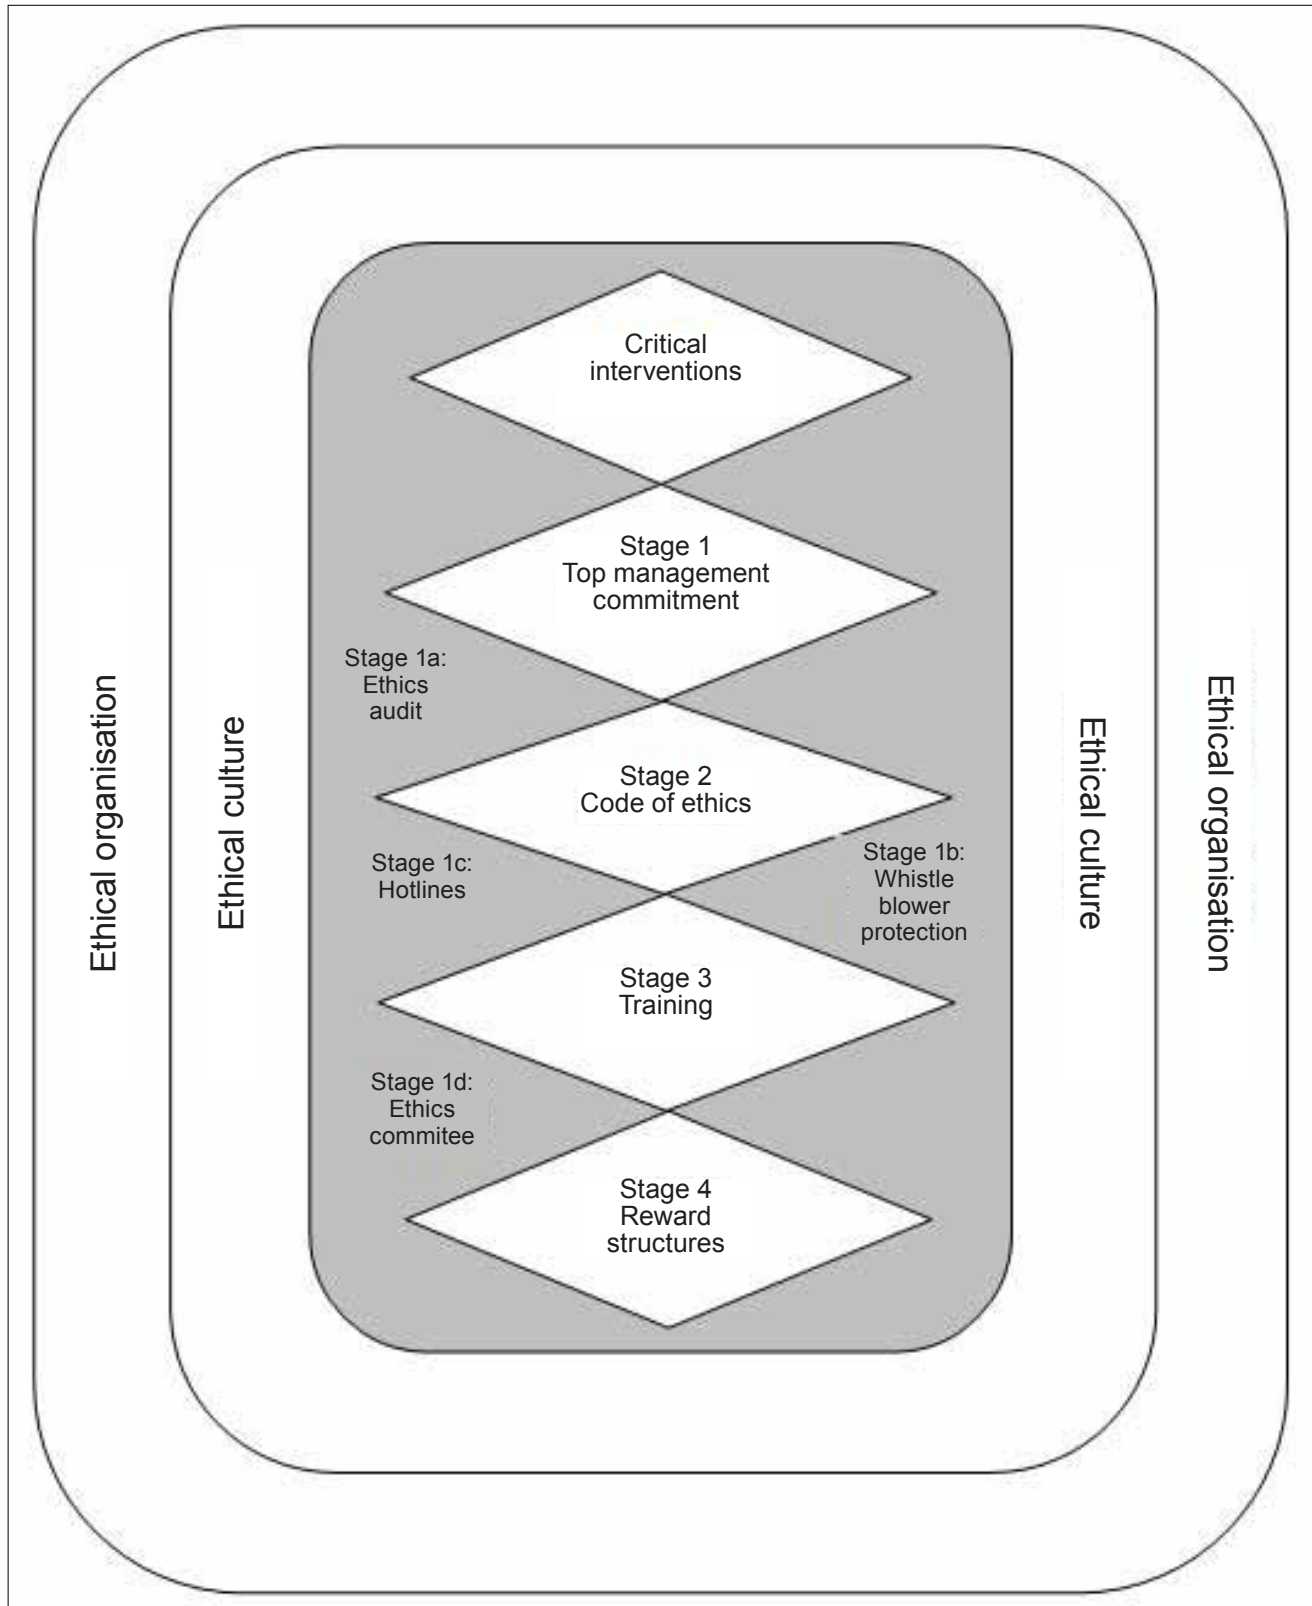 Critical
interventions
Stage 1
Top management
commitment
Stage 1a:
Ethics
audit
Stage 2
Code of ethics
Stage 1c:
Hotlines
Stage 1b:
Whistle
blower
protection
Stage 3
Training
Stage 1d:
Ethics
commitee
Stage 4
Reward
structures
Ethical organisation
Ethical culture
Ethical culture
Ethical organisation